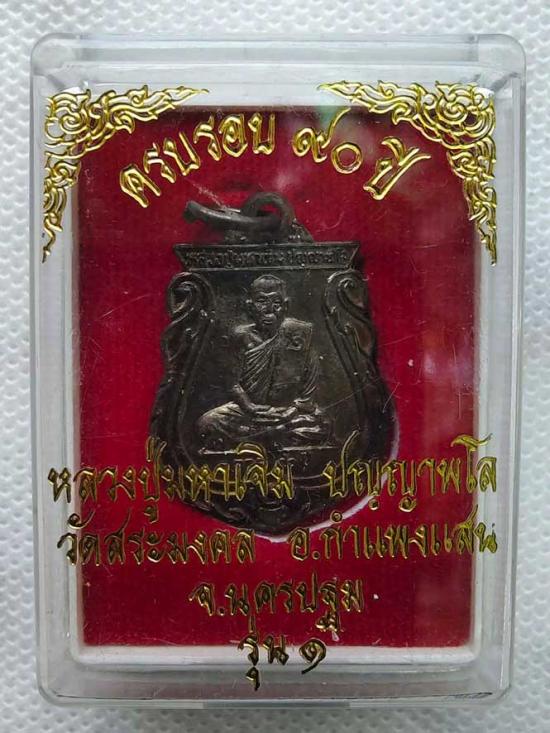 ครบรอบ ๙๐ ปี
หลวงปู่มหาเจิม ปญฺญาพโล
วัดสระมงคล อ.กำแพงแสน
จ.นครปฐม
รุ่น ๑